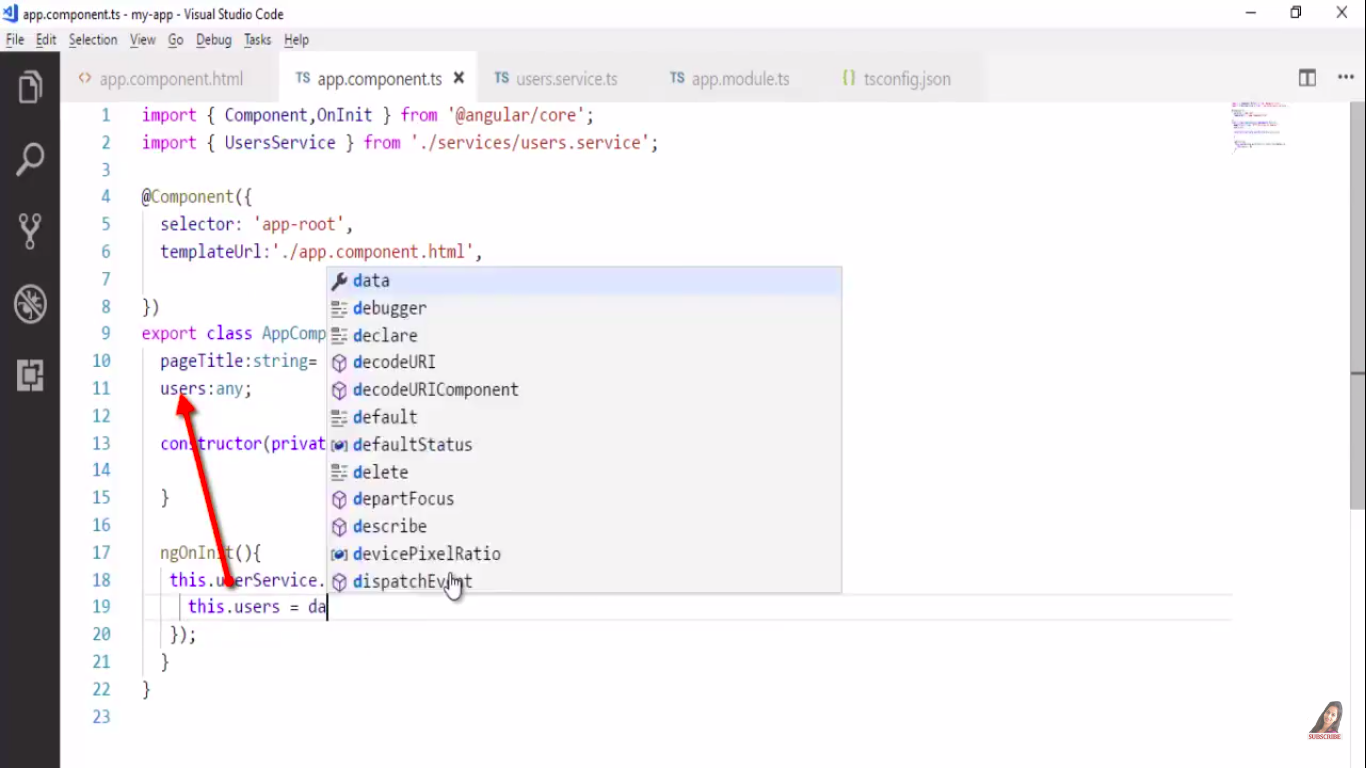 app.component.ts - my-app - Visual Studio Code
File Edit Selection View Go Debug Tasks Help
<> app.component.html TS app.component.ts × TS users.service.ts TS app.module.ts {} tsconfig.json
1 import { Component,OnInit } from '@angular/core';
2 import { UsersService } from './services/users.service';
3
4 @Component({
5 selector: 'app-root',
6 templateUrl:'./app.component.html',
7
8 })
9 export class AppComp
10 pageTitle:string=
11 users:any;
12
13 constructor(privat
14
15 }
16
17 ngOnInit(){
18 this.userService.
19 this.users = da
20 });
21 }
22 }
23
data
debugger
declare
decodeURI
decodeURIComponent
default
defaultStatus
delete
departFocus
describe
devicePixelRatio
dispatchEvent
SUBSCRIBE